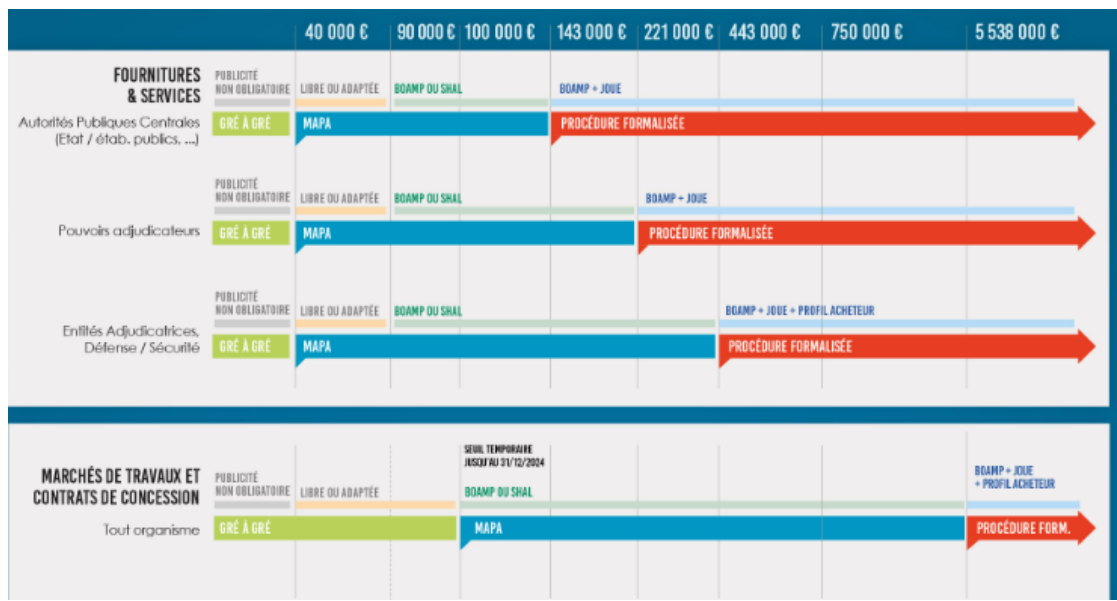 40 000 € 90 000 € 100 000 € 143 000 € 221 000 € 443 000 € 750 000 € 5 538 000 €
FOURNITURES
& SERVICES
PUBLICITÉ
NON OBLIGATOIRE
LIBRE OU ADAPTÉE
BOAMP OU SHAL
BOAMP + JOUE
Autorités Publiques Centrales
(Etat / étab. publics, ...)
GRÉ À GRÉ
MAPA
PROCÉDURE FORMALISÉE
PUBLICITÉ
NON OBLIGATOIRE
LIBRE OU ADAPTÉE
BOAMP OU SHAL
BOAMP + JOUE
Pouvoirs adjudicateurs
GRÉ À GRÉ
MAPA
PROCÉDURE FORMALISÉE
PUBLICITÉ
NON OBLIGATOIRE
LIBRE OU ADAPTÉE
BOAMP OU SHAL
BOAMP + JOUE + PROFIL ACHETEUR
Entités Adjudicatrices,
Défense / Sécurité
GRÉ À GRÉ
MAPA
PROCÉDURE FORMALISÉE
MARCHÉS DE TRAVAUX ET
CONTRATS DE CONCESSION
PUBLICITÉ
NON OBLIGATOIRE
LIBRE OU ADAPTÉE
SEUIL TEMPORAIRE
JUSQU'AU 31/12/2024
BOAMP OU SHAL
BOAMP + JOUE
+ PROFIL ACHETEUR
Tout organisme
GRÉ À GRÉ
MAPA
PROCÉDURE FORM.